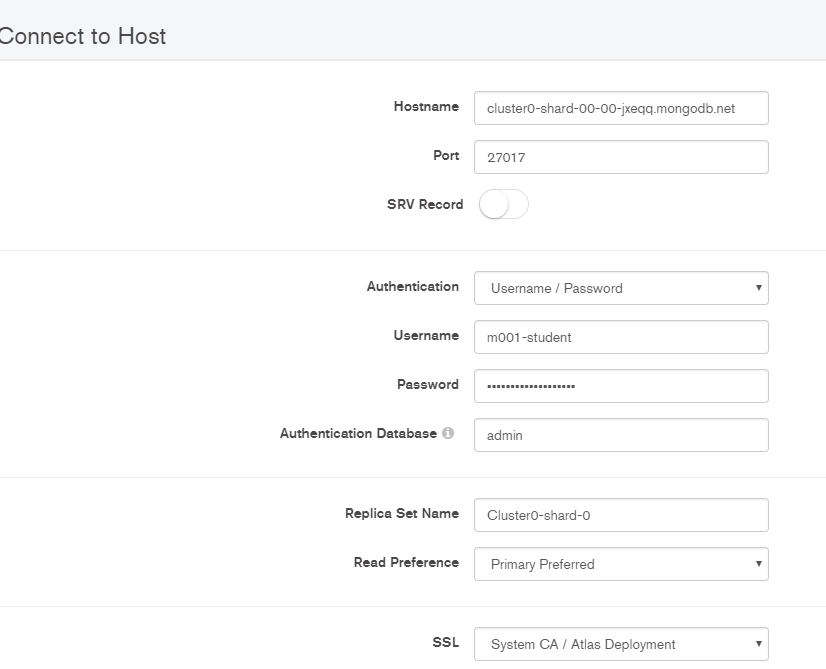 Connect to Host
Hostname cluster0-shard-00-00-jxeqq.mongodb.net
Port 27017
SRV Record
Authentication Username / Password
Username m001-student
Password •••••••••••••••••••
Authentication Database admin
Replica Set Name Cluster0-shard-0
Read Preference Primary Preferred
SSL System CA / Atlas Deployment